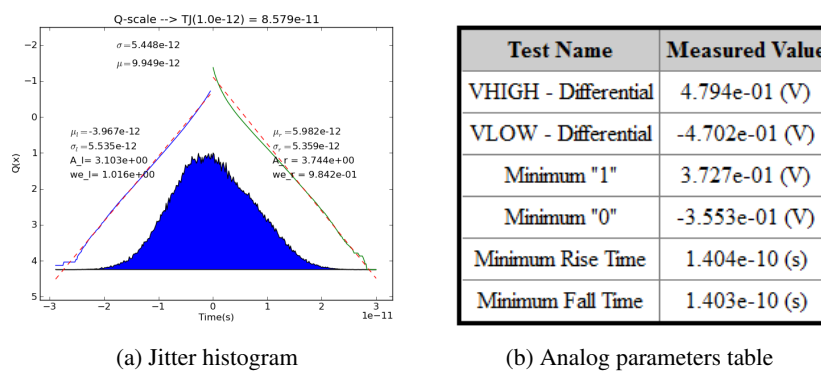 Q-scale --> TJ(1.0e-12) = 8.579e-11
σ=5.448e-12
μ=9.949e-12
μ_l=-3.967e-12
σ_l=5.535e-12
A_l= 3.103e+00
we_l= 1.016e+00
μ_r=5.982e-12
σ_r=5.359e-12
A_r = 3.744e+00
we_r = 9.842e-01
Q(x)
−2
−1
0
1
2
3
4
5
−3 −2 −1 0 1 2 3
Time(s) 1e−11
(a) Jitter histogram
Test Name Measured Value
VHIGH - Differential 4.794e-01 (V)
VLOW - Differential -4.702e-01 (V)
Minimum "1" 3.727e-01 (V)
Minimum "0" -3.553e-01 (V)
Minimum Rise Time 1.404e-10 (s)
Minimum Fall Time 1.403e-10 (s)
(b) Analog parameters table